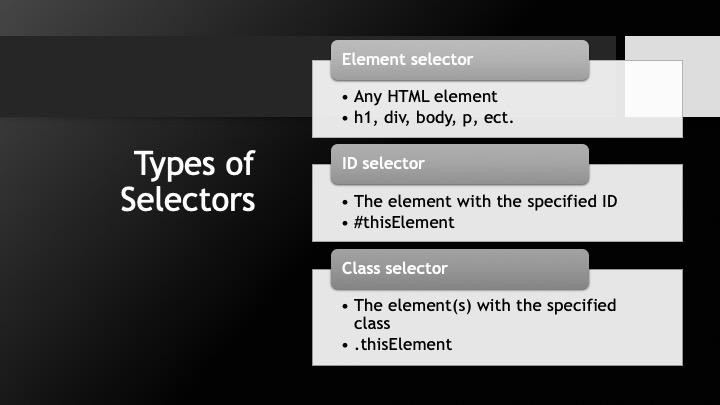 Types of
Selectors
Element selector
• Any HTML element
• h1, div, body, p, ect.
ID selector
• The element with the specified ID
• #thisElement
Class selector
• The element(s) with the specified
class
• .thisElement